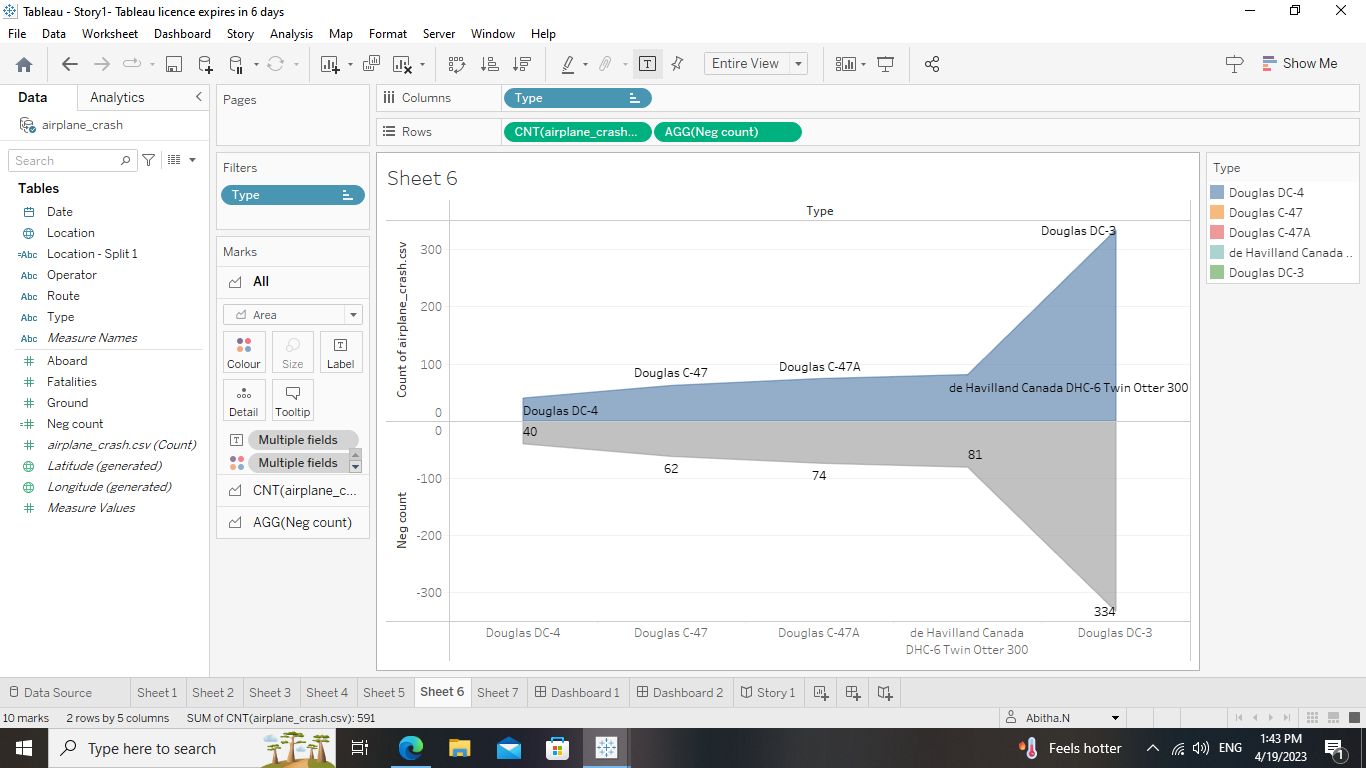 Tableau - Story1- Tableau licence expires in 6 days
File Data Worksheet Dashboard Story Analysis Map Format Server Window Help
Entire View
Show Me
Data Analytics
airplane_crash
Search
Tables
Date
Location
=Abc Location - Split 1
Abc Operator
Abc Route
Abc Type
Abc Measure Names
Aboard
Fatalities
Ground
Neg count
airplane_crash.csv (Count)
Latitude (generated)
Longitude (generated)
Measure Values
Pages
Filters
Type
Marks
All
Area
Colour Size Label
Detail Tooltip
Multiple fields
Multiple fields
CNT(airplane_c...
AGG(Neg count)
Columns Type
Rows CNT(airplane_crash... AGG(Neg count)
Sheet 6
Type
Count of airplane_crash.csv
300
200
100
0
Douglas DC-3
Douglas C-47
Douglas C-47A
de Havilland Canada DHC-6 Twin Otter 300
Douglas DC-4
Neg count
0
-100
-200
-300
40
62
74
81
334
Douglas DC-4
Douglas C-47
Douglas C-47A
de Havilland Canada
DHC-6 Twin Otter 300
Douglas DC-3
Type
Douglas DC-4
Douglas C-47
Douglas C-47A
de Havilland Canada ..
Douglas DC-3
Data Source Sheet 1 Sheet 2 Sheet 3 Sheet 4 Sheet 5 Sheet 6 Sheet 7 Dashboard 1 Dashboard 2 Story 1
10 marks 2 rows by 5 columns SUM of CNT(airplane_crash.csv): 591
Abitha.N
Type here to search
Feels hotter
ENG
1:43 PM
4/19/2023
1